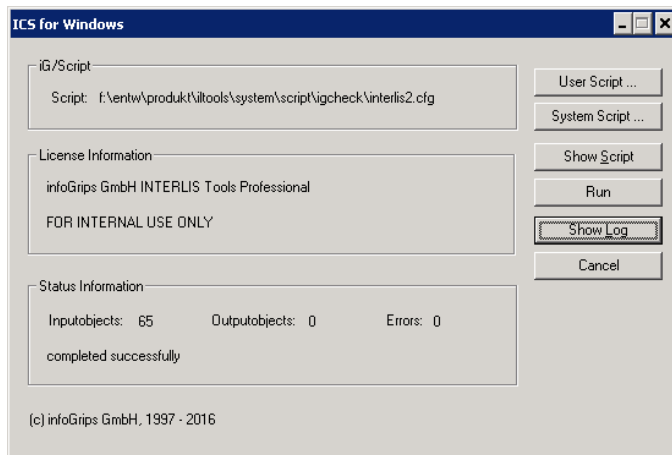 ICS for Windows
iG/Script
Script: f:\entw\produkt\iltools\system\script\igcheck\interlis2.cfg
License Information
infoGrips GmbH INTERLIS Tools Professional
FOR INTERNAL USE ONLY
Status Information
Inputobjects: 65 Outputobjects: 0 Errors: 0
completed successfully
(c) infoGrips GmbH, 1997 - 2016
User Script ...
System Script ...
Show Script
Run
Show Log
Cancel